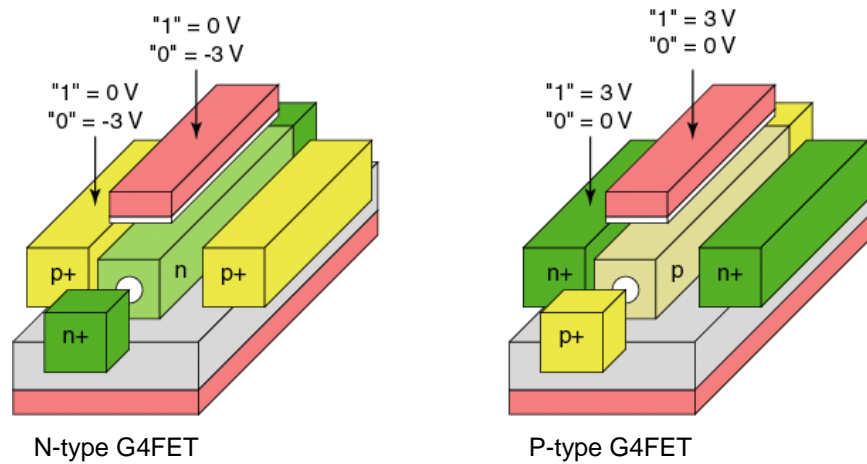 "1" = 0 V
"0" = -3 V
"1" = 0 V
"0" = -3 V
p+
n
p+
n+
N-type G4FET
"1" = 3 V
"0" = 0 V
"1" = 3 V
"0" = 0 V
n+
p
n+
p+
P-type G4FET